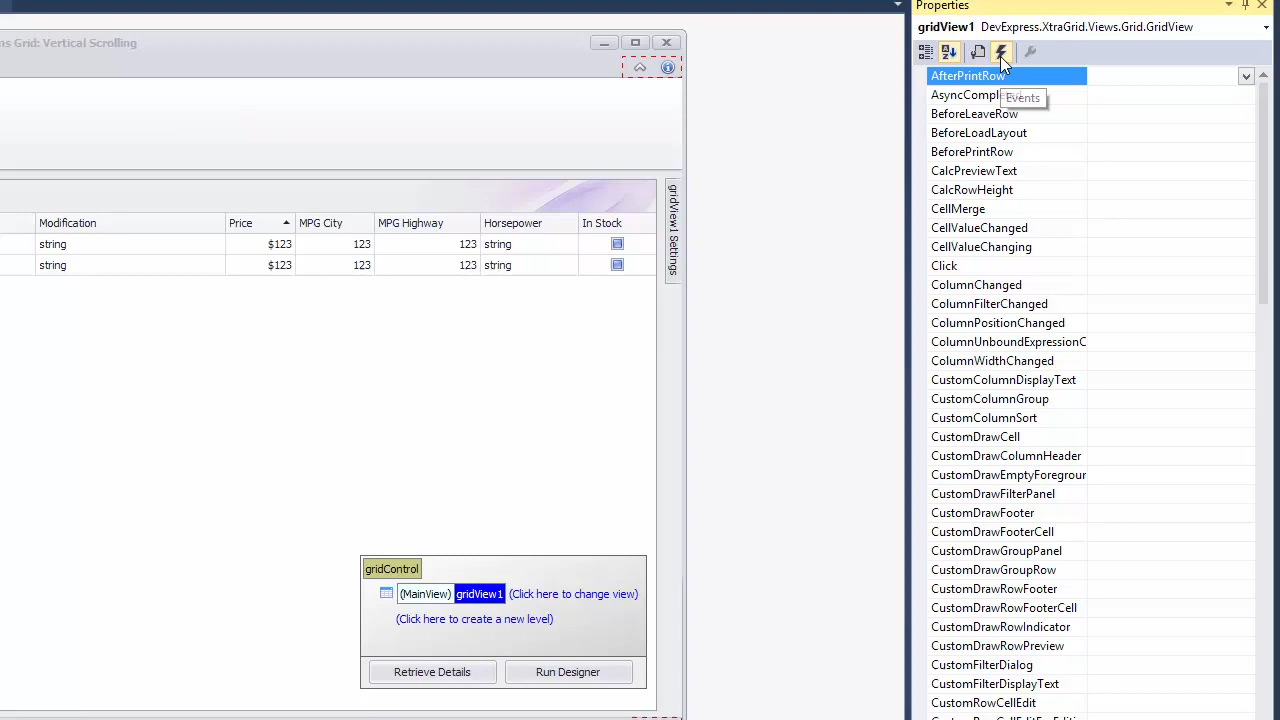 Properties
gridView1 DevExpress.XtraGrid.Views.Grid.GridView
ns Grid: Vertical Scrolling
AfterPrintRow
Events
BeforeLeaveRow
BeforeLoadLayout
BeforePrintRow
CalcPreviewText
CalcRowHeight
CellMerge
CellValueChanged
CellValueChanging
Click
ColumnChanged
ColumnFilterChanged
ColumnPositionChanged
ColumnUnboundExpressionC
ColumnWidthChanged
CustomColumnDisplayText
CustomColumnGroup
CustomColumnSort
CustomDrawCell
CustomDrawColumnHeader
CustomDrawEmptyForegroun
CustomDrawFilterPanel
CustomDrawFooter
CustomDrawFooterCell
CustomDrawGroupPanel
CustomDrawGroupRow
CustomDrawRowFooter
CustomDrawRowFooterCell
CustomDrawRowIndicator
CustomDrawRowPreview
CustomFilterDialog
CustomFilterDisplayText
CustomRowCellEdit
gridView1 Settings
Modification Price MPG City MPG Highway Horsepower In Stock
string $123 123 123 string
string $123 123 123 string
gridControl
(MainView) gridView1 (Click here to change view)
(Click here to create a new level)
Retrieve Details Run Designer